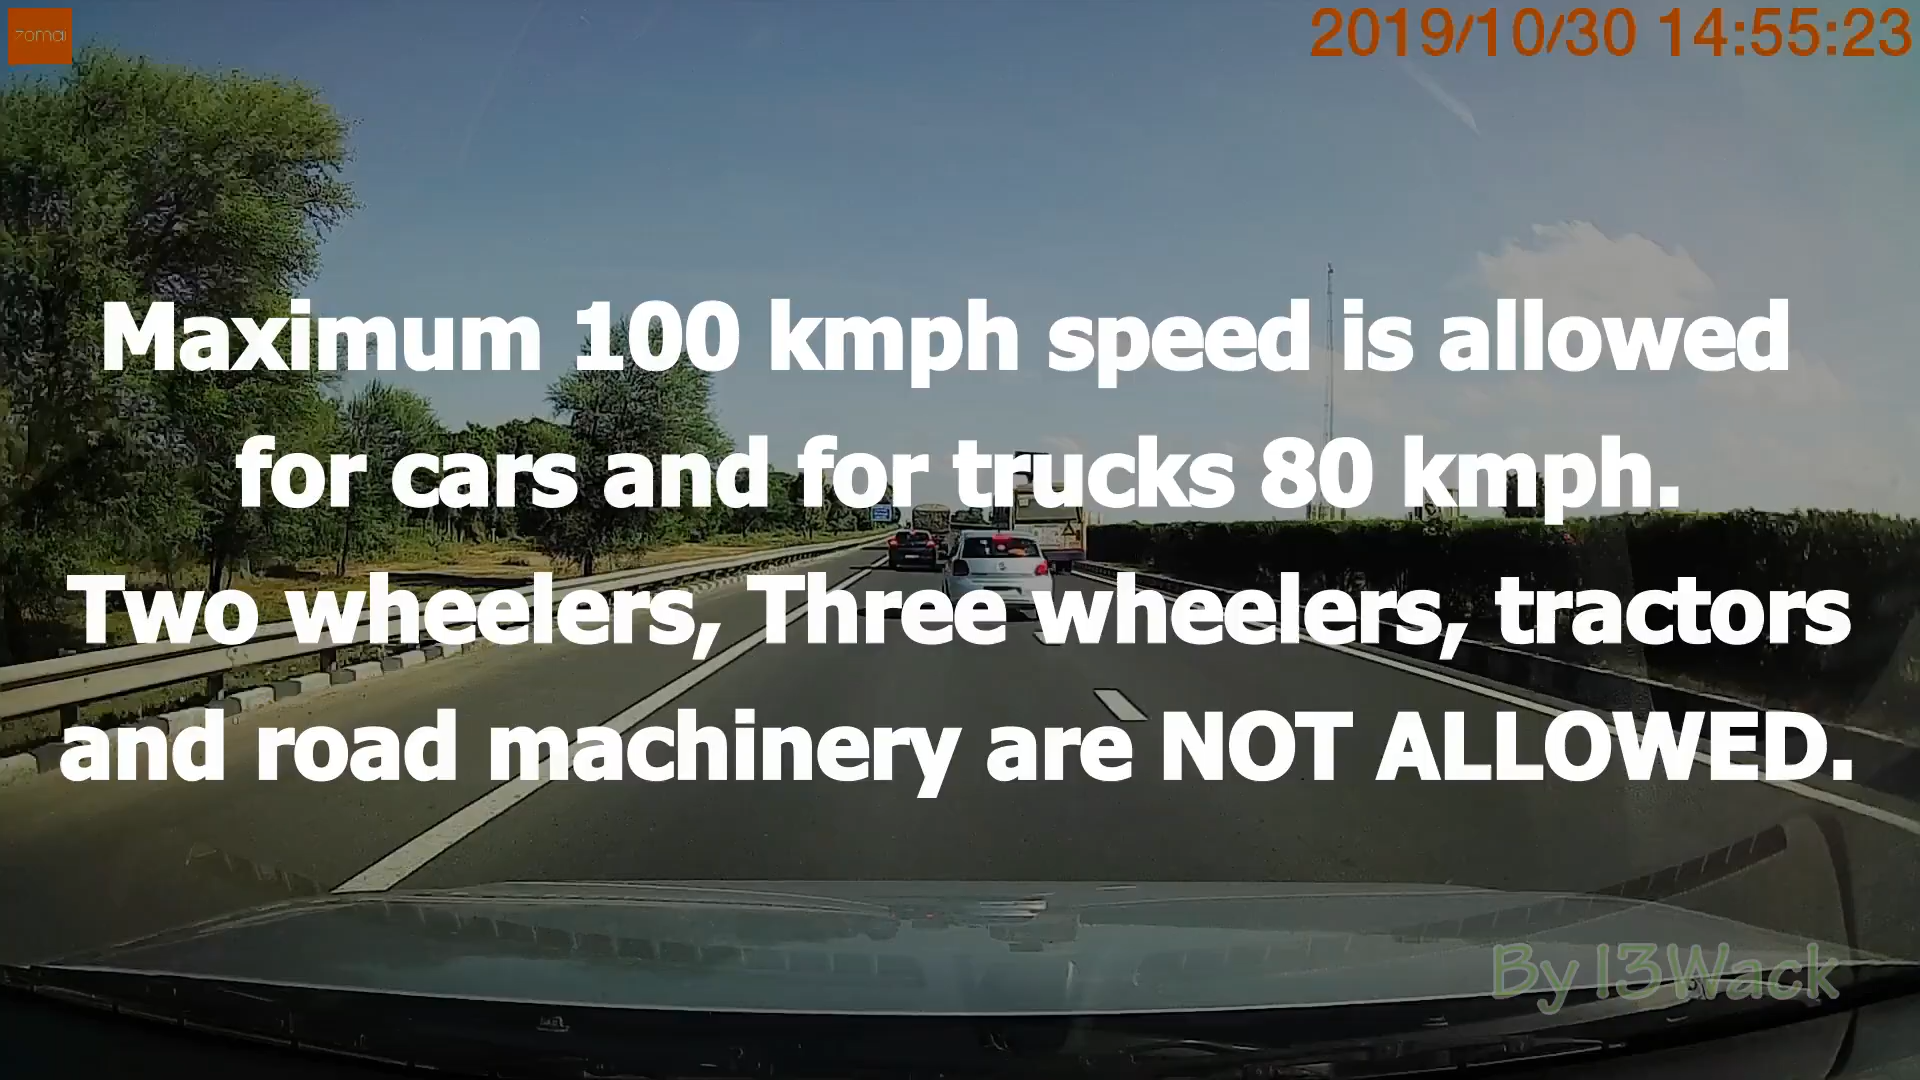 zomai
2019/10/30 14:55:23
Maximum 100 kmph speed is allowed
for cars and for trucks 80 kmph.
Two wheelers, Three wheelers, tractors
and road machinery are NOT ALLOWED.
By I3Wack